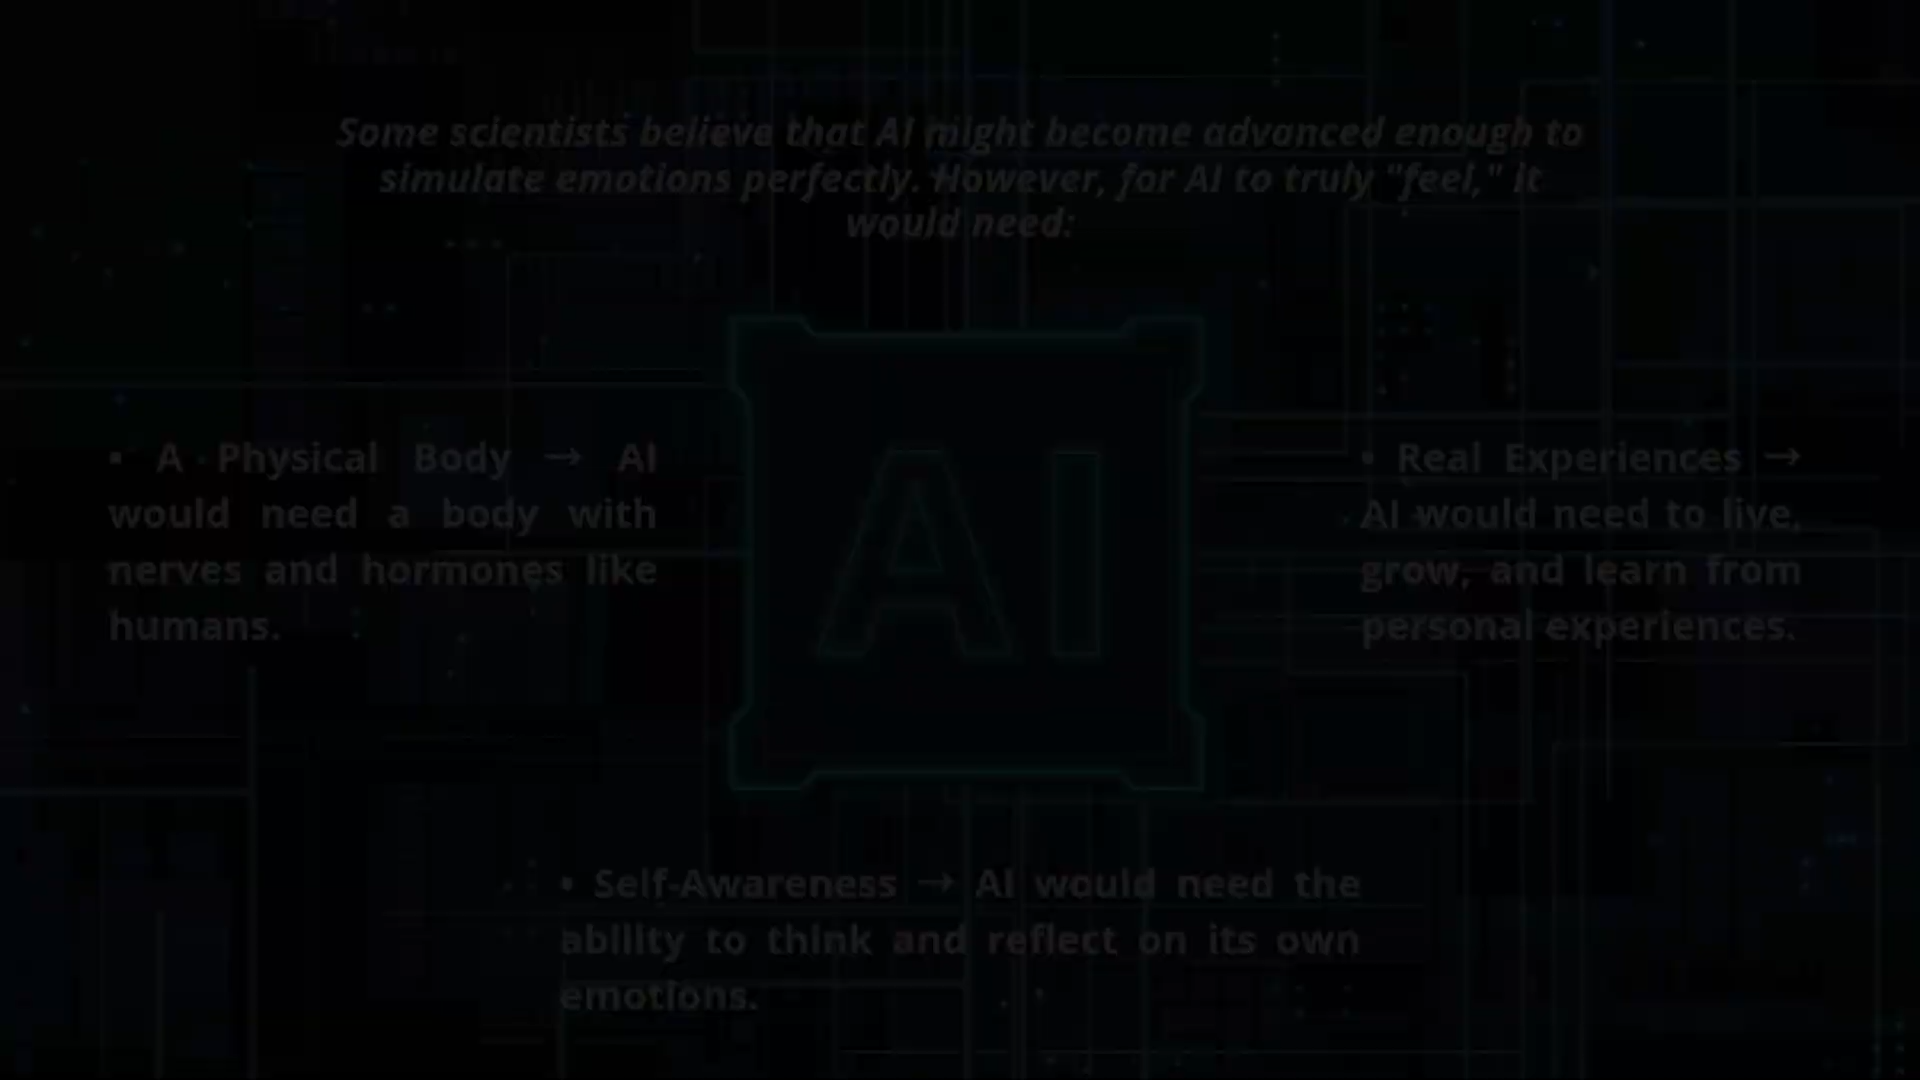 Some scientists believe that AI might become advanced enough to
simulate emotions perfectly. However, for AI to truly "feel," it
would need:
▪ A Physical Body → AI
would need a body with
nerves and hormones like
humans.
AI
▪ Real Experiences →
AI would need to live,
grow, and learn from
personal experiences.
▪ Self-Awareness → AI would need the
ability to think and reflect on its own
emotions.